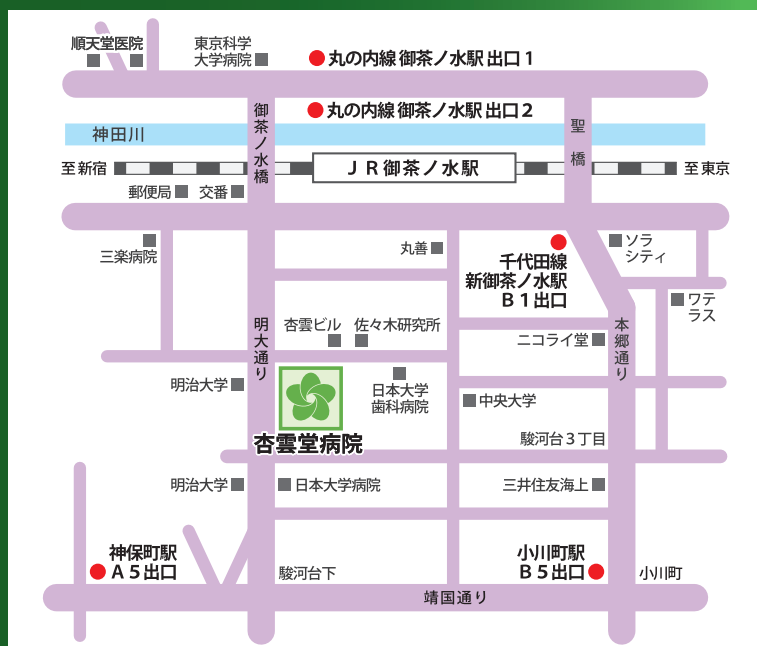 順天堂医院
東京科学
大学病院
丸の内線 御茶ノ水駅 出口1
丸の内線 御茶ノ水駅 出口2
御茶ノ水橋
聖橋
神田川
至新宿
JR御茶ノ水駅
至東京
郵便局
交番
三楽病院
丸善
千代田線
新御茶ノ水駅
B1出口
ソラ
シティ
ワテ
ラス
明大通り
杏雲ビル
佐々木研究所
ニコライ堂
本郷通り
明治大学
日本大学
歯科病院
中央大学
杏雲堂病院
駿河台3丁目
明治大学
日本大学病院
三井住友海上
神保町駅
A5出口
駿河台下
小川町駅
B5出口
小川町
靖国通り